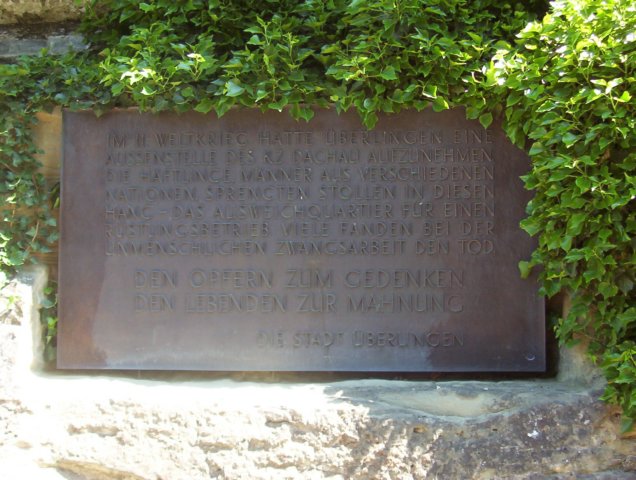 IM II. WELTKRIEG HATTE ÜBERLINGEN EINE
AUSSENSTELLE DES KZ DACHAU AUFZUNEHMEN
DIE HÄFTLINGE, MÄNNER AUS VERSCHIEDENEN
NATIONEN, SPRENGTEN STOLLEN IN DIESEN
HANG – DAS AUSWEICHQUARTIER FÜR EINEN
RÜSTUNGSBETRIEB. VIELE FANDEN BEI DER
UNMENSCHLICHEN ZWANGSARBEIT DEN TOD.
DEN OPFERN ZUM GEDENKEN
DEN LEBENDEN ZUR MAHNUNG
DIE STADT ÜBERLINGEN